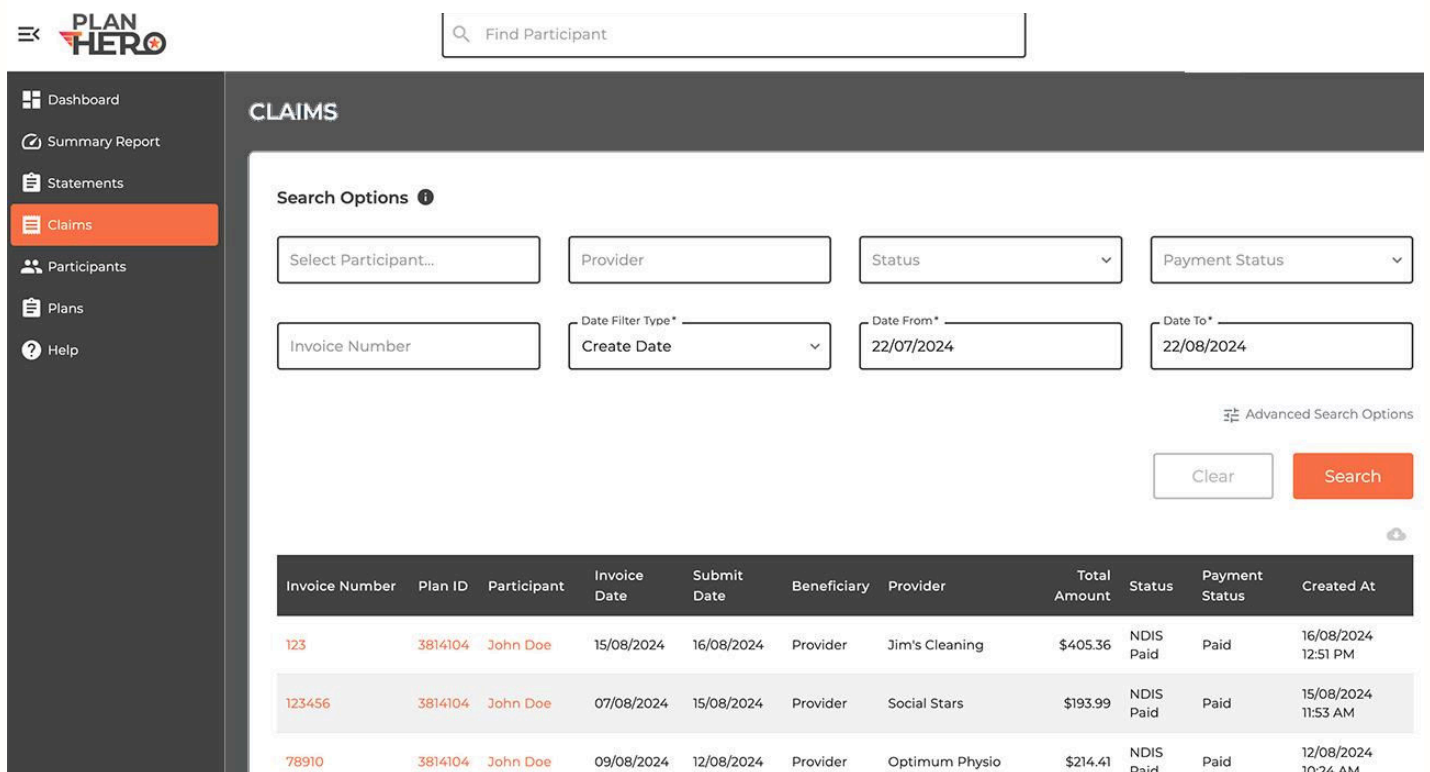 PLAN
HERO
Find Participant
Dashboard
Summary Report
Statements
Claims
Participants
Plans
Help
CLAIMS
Search Options
Select Participant...
Provider
Status
Payment Status
Invoice Number
Date Filter Type*
Create Date
Date From*
22/07/2024
Date To*
22/08/2024
Advanced Search Options
Clear
Search
Invoice Number Plan ID Participant Invoice Date Submit Date Beneficiary Provider Total Amount Status Payment Status Created At
123 3814104 John Doe 15/08/2024 16/08/2024 Provider Jim's Cleaning $405.36 NDIS Paid Paid 16/08/2024 12:51 PM
123456 3814104 John Doe 07/08/2024 15/08/2024 Provider Social Stars $193.99 NDIS Paid Paid 15/08/2024 11:53 AM
78910 3814104 John Doe 09/08/2024 12/08/2024 Provider Optimum Physio $214.41 NDIS Paid Paid 12/08/2024 10:24 AM